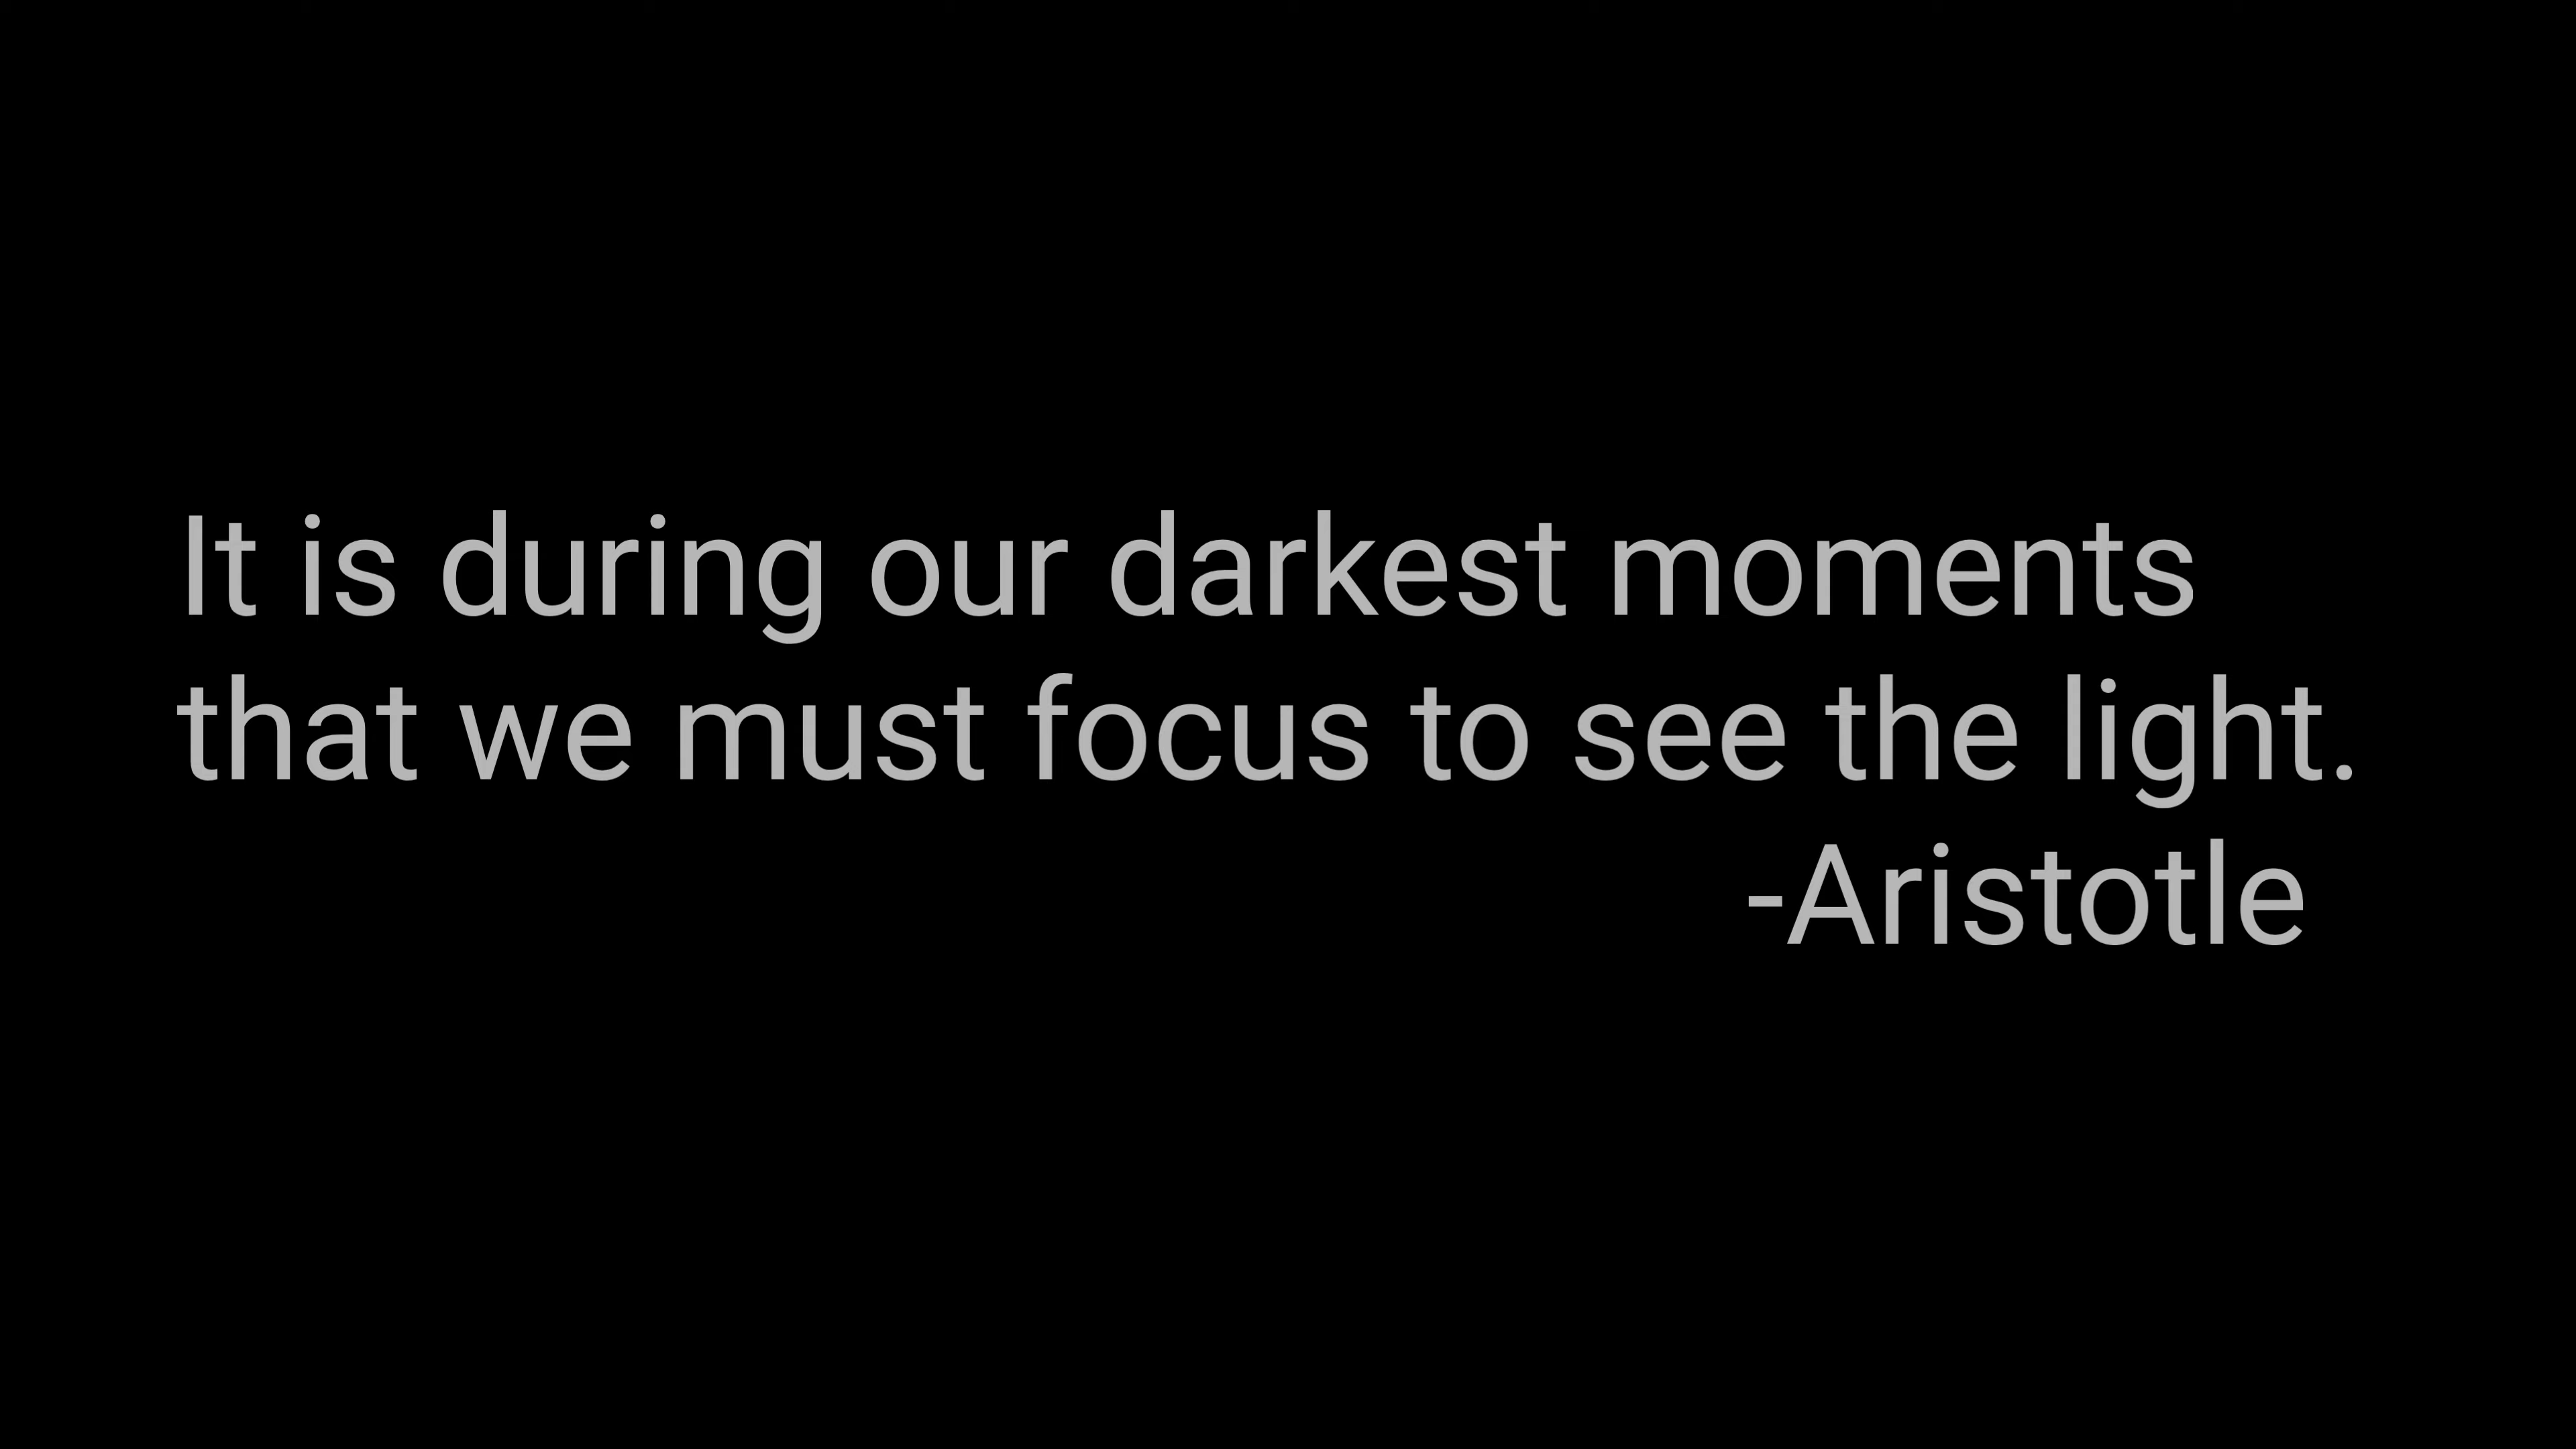 It is during our darkest moments
that we must focus to see the light.
-Aristotle